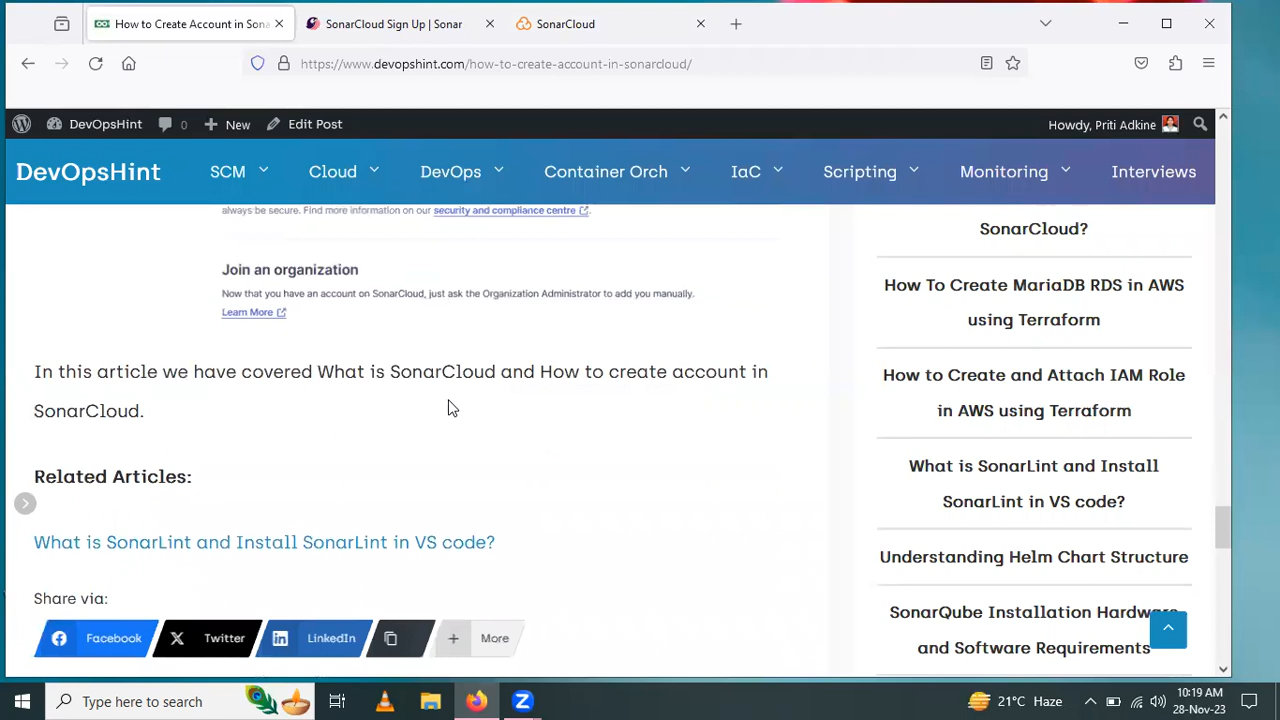 How to Create Account in Sona
SonarCloud Sign Up | Sonar
SonarCloud
https://www.devopshint.com/how-to-create-account-in-sonarcloud/
DevOpsHint
0
New
Edit Post
Howdy, Priti Adkine
DevOpsHint
SCM
Cloud
DevOps
Container Orch
IaC
Scripting
Monitoring
Interviews
always be secure. Find more information on our security and compliance centre.
Join an organization
Now that you have an account on SonarCloud, just ask the Organization Administrator to add you manually.
Learn More
In this article we have covered What is SonarCloud and How to create account in
SonarCloud.
Related Articles:
What is SonarLint and Install SonarLint in VS code?
Share via:
Facebook
Twitter
LinkedIn
More
SonarCloud?
How To Create MariaDB RDS in AWS
using Terraform
How to Create and Attach IAM Role
in AWS using Terraform
What is SonarLint and Install
SonarLint in VS code?
Understanding Helm Chart Structure
SonarQube Installation Hardware
and Software Requirements
Type here to search
21°C Haze
10:19 AM
28-Nov-23